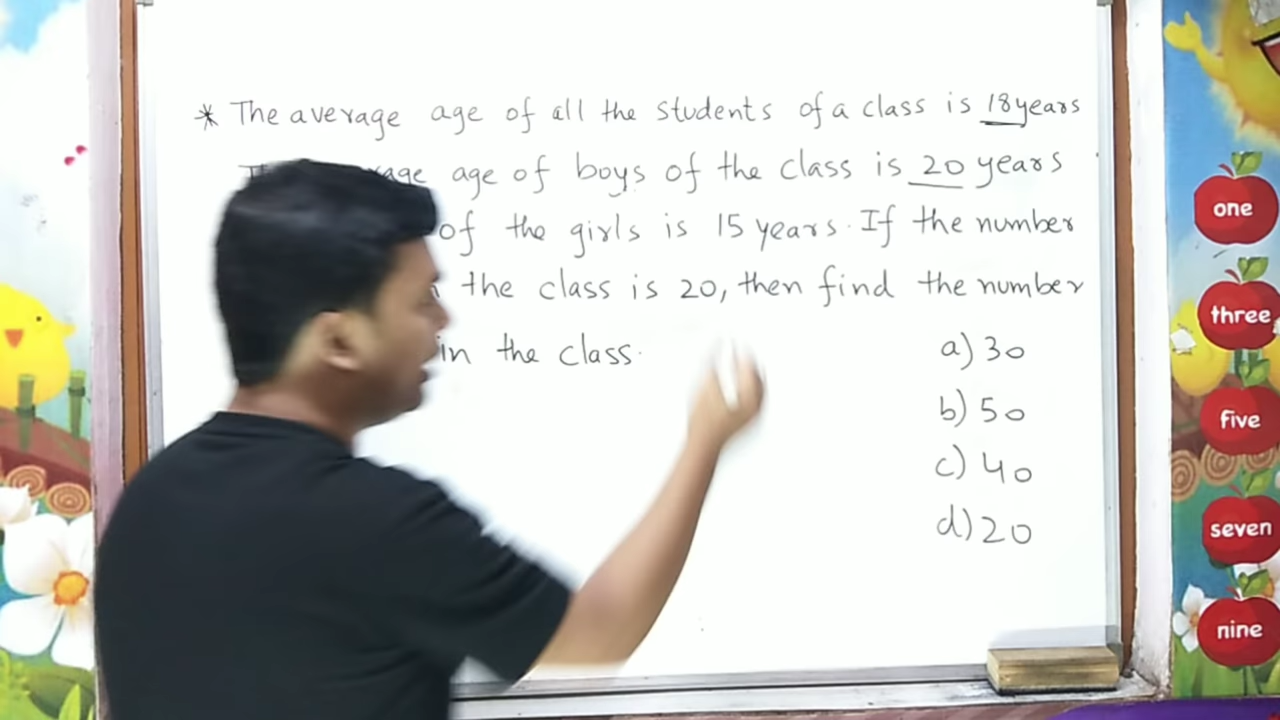 * The average age of all the students of a class is 18 years
age of boys of the class is 20 years
of the girls is 15 years. If the number
the class is 20, then find the number
in the class.
a) 30
b) 50
c) 40
d) 20
one
three
five
seven
nine